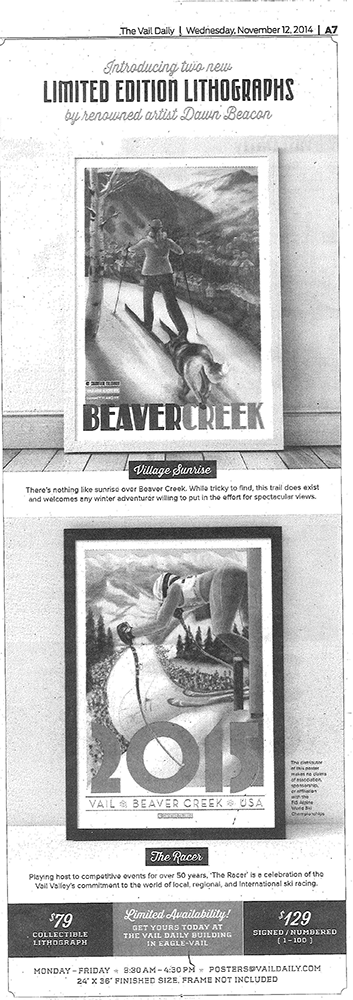 The Vail Daily | Wednesday, November 12, 2014 | A7
Introducing two new
LIMITED EDITION LITHOGRAPHS
by renowned artist Dawn Beacon
BEAVERCREEK
Village Sunrise
There's nothing like sunrise over Beaver Creek. While tricky to find, this trail does exist
and welcomes any winter adventurer willing to put in the effort for spectacular views.
2015
VAIL BEAVER CREEK USA
The distributor
of this poster
makes no claims
of association,
sponsorship,
or affiliation
with the
FIS Alpine
World Ski
Championships
The Racer
Playing host to competitive events for over 50 years, 'The Racer' is a celebration of the
Vail Valley's commitment to the world of local, regional, and international ski racing.
$79
COLLECTIBLE
LITHOGRAPH
Limited Availability!
GET YOURS TODAY AT
THE VAIL DAILY BUILDING
IN EAGLE-VAIL
$129
SIGNED / NUMBERED
[ 1-100 ]
MONDAY – FRIDAY 8:30 AM – 4:30 PM POSTERS@VAILDAILY.COM
24" X 36" FINISHED SIZE. FRAME NOT INCLUDED